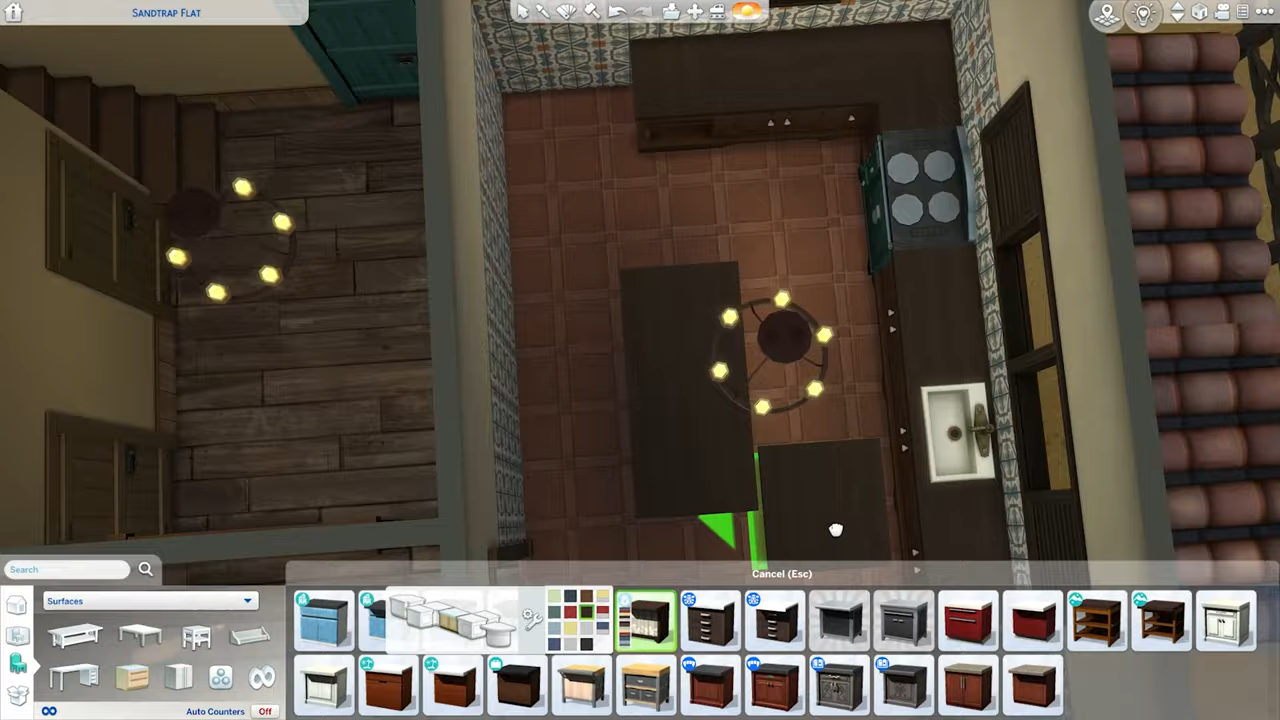 SANDTRAP FLAT
Cancel (Esc)
Search
Surfaces
Auto Counters
Off